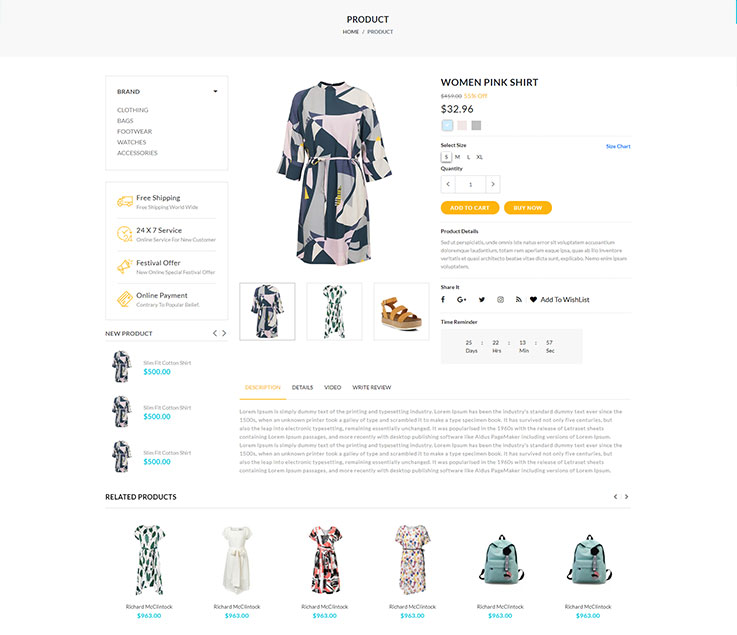 PRODUCT
HOME / PRODUCT
BRAND
CLOTHING
BAGS
FOOTWEAR
WATCHES
ACCESSORIES
Free Shipping
Free Shipping World Wide
24 X 7 Service
Online Service For New Customer
Festival Offer
New Online Special Festival Offer
Online Payment
Contrary To Popular Belief.
NEW PRODUCT
Slim Fit Cotton Shirt
$500.00
Slim Fit Cotton Shirt
$500.00
Slim Fit Cotton Shirt
$500.00
WOMEN PINK SHIRT
$459.00 55% Off
$32.96
Select Size
Size Chart
S M L XL
Quantity
1
ADD TO CART BUY NOW
Product Details
Sed ut perspiciatis, unde omnis iste natus error sit voluptatem accusantium
doloremque laudantium, totam rem aperiam eaque ipsa, quae ab illo inventore
veritatis et quasi architecto beatae vitae dicta sunt, explicabo. Nemo enim ipsam
voluptatem,
Share It
Add To WishList
Time Reminder
25 : 22 : 13 : 57
Days Hrs Min Sec
DESCRIPTION DETAILS VIDEO WRITE REVIEW
Lorem Ipsum is simply dummy text of the printing and typesetting industry. Lorem Ipsum has been the industry's standard dummy text ever since the
1500s, when an unknown printer took a galley of type and scrambled it to make a type specimen book. It has survived not only five centuries, but
also the leap into electronic typesetting, remaining essentially unchanged. It was popularised in the 1960s with the release of Letraset sheets
containing Lorem Ipsum passages, and more recently with desktop publishing software like Aldus PageMaker including versions of Lorem Ipsum.
Lorem Ipsum is simply dummy text of the printing and typesetting industry. Lorem Ipsum has been the industry's standard dummy text ever since the
1500s, when an unknown printer took a galley of type and scrambled it to make a type specimen book. It has survived not only five centuries, but
also the leap into electronic typesetting, remaining essentially unchanged. It was popularised in the 1960s with the release of Letraset sheets
containing Lorem Ipsum passages, and more recently with desktop publishing software like Aldus PageMaker including versions of Lorem Ipsum.
RELATED PRODUCTS
Richard McClintock Richard McClintock Richard McClintock Richard McClintock Richard McClintock Richard McClintock
$963.00 $963.00 $963.00 $963.00 $963.00 $963.00